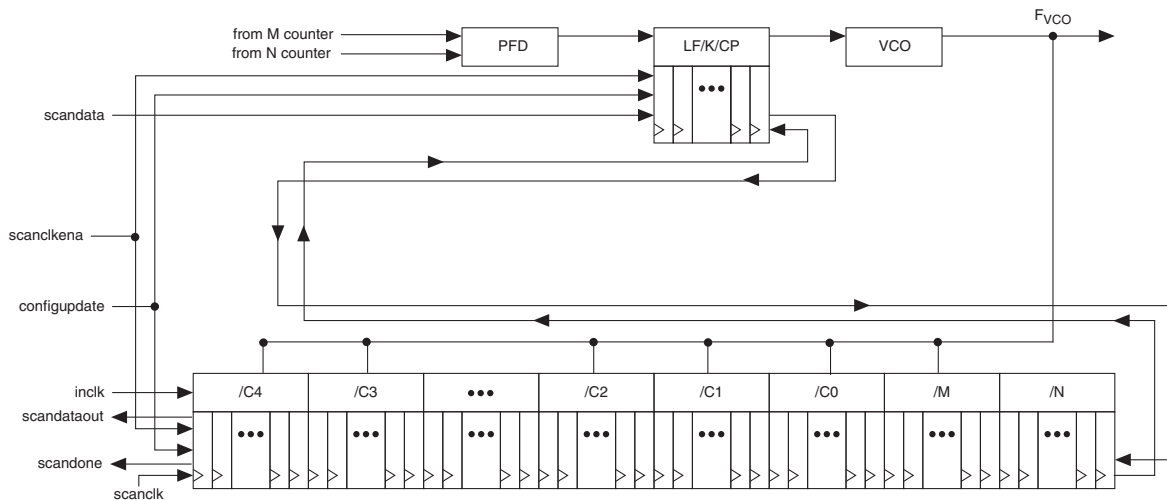 F_VCO
from M counter
from N counter
PFD
LF/K/CP
VCO
scandata
scanclkena
configupdate
inclk
/C4
/C3
/C2
/C1
/C0
/M
/N
scandataout
scandone
scanclk